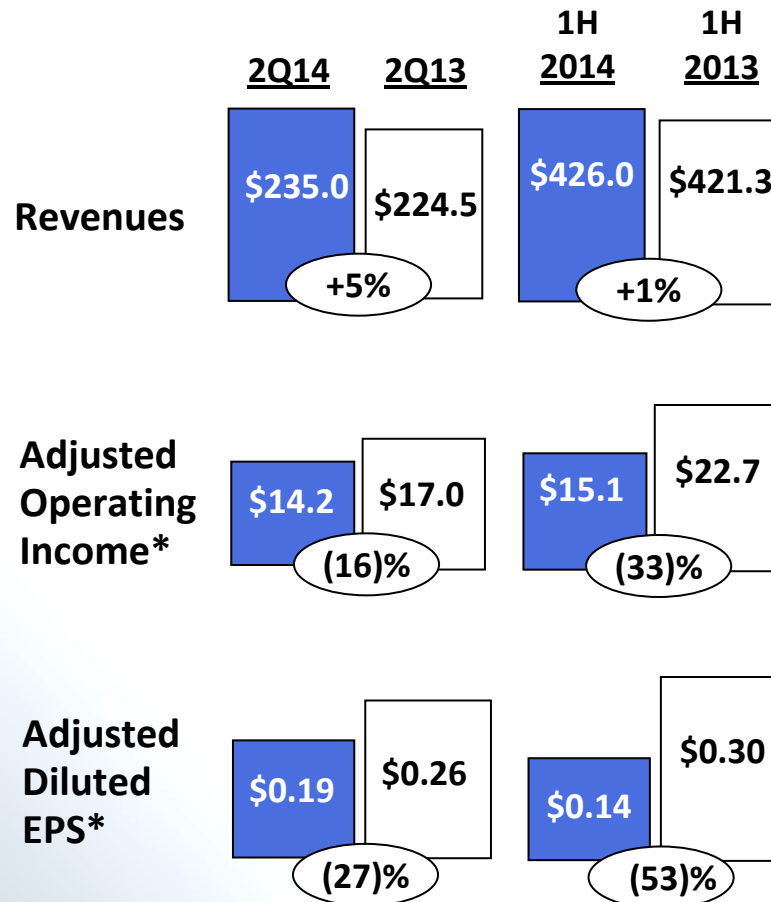 1H 1H
2Q14 2Q13 2014 2013
Revenues
$235.0 $224.5 $426.0 $421.3
+5% +1%
Adjusted
Operating
Income*
$14.2 $17.0 $15.1 $22.7
(16)% (33)%
Adjusted
Diluted
EPS*
$0.19 $0.26 $0.14 $0.30
(27)% (53)%